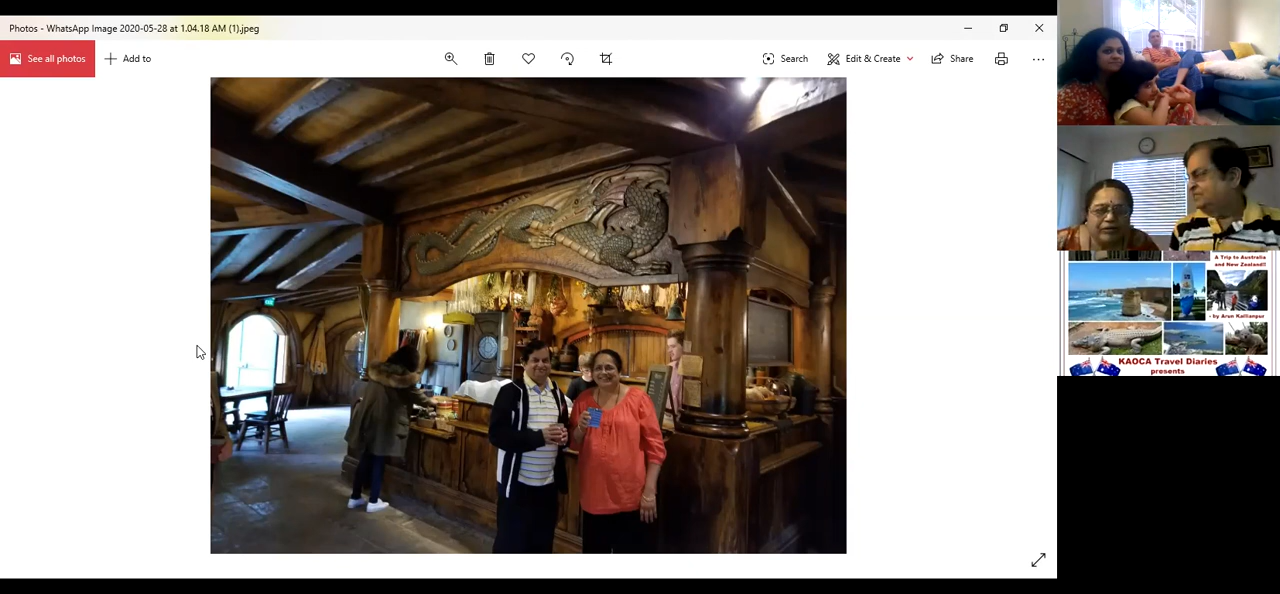 Photos - WhatsApp Image 2020-05-28 at 1.04.18 AM (1).jpeg
See all photos
Add to
Search
Edit & Create
Share
A Trip to Australia
and New Zealand!!
- by Arun Kallianpur
KAOCA Travel Diaries
presents